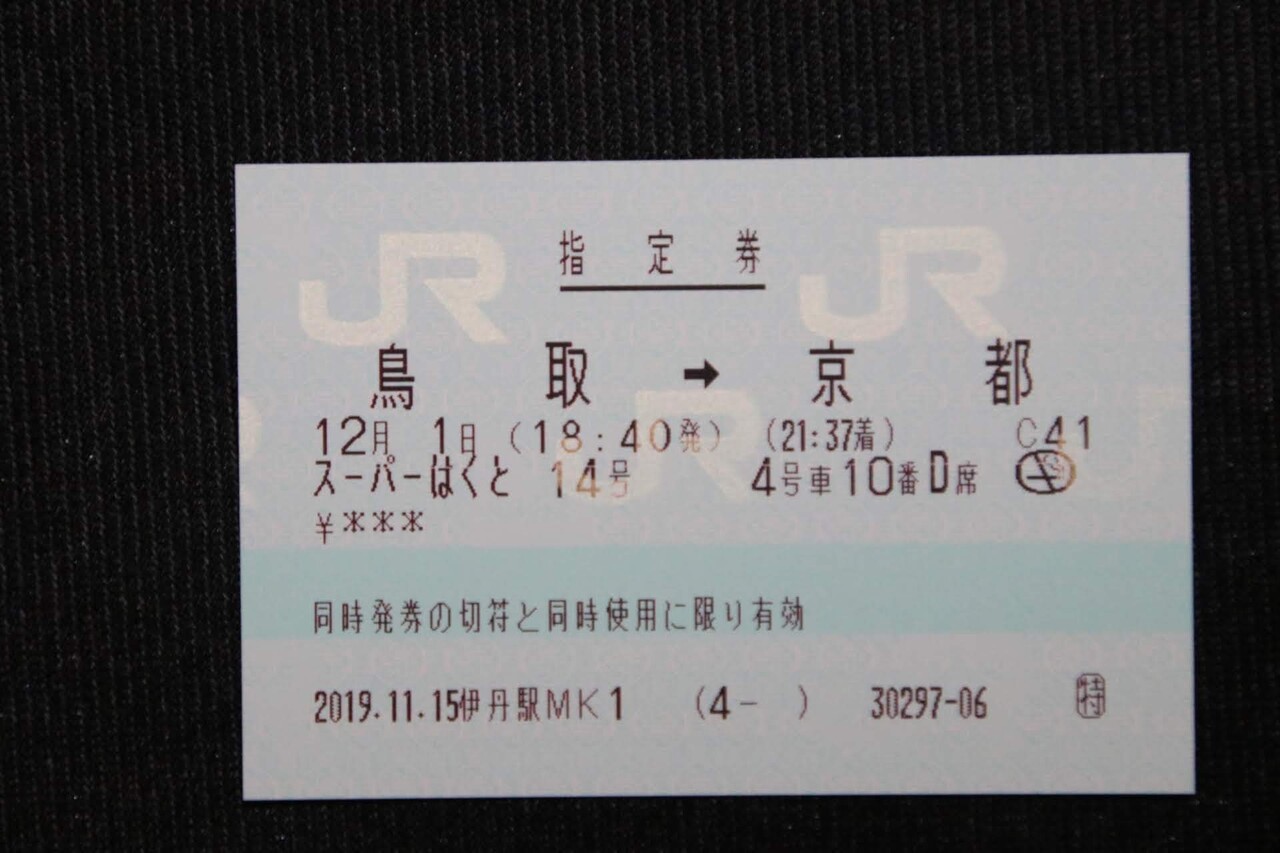 JR JR JR
指定券
鳥取 ➡ 京都
12月 1日 (18:40発) (21:37着) C41
スーパーはくと 14号 4号車10番D席
¥***
同時発券の切符と同時使用に限り有効
2019.11.15伊丹駅MK1 (4- ) 30297-06 特